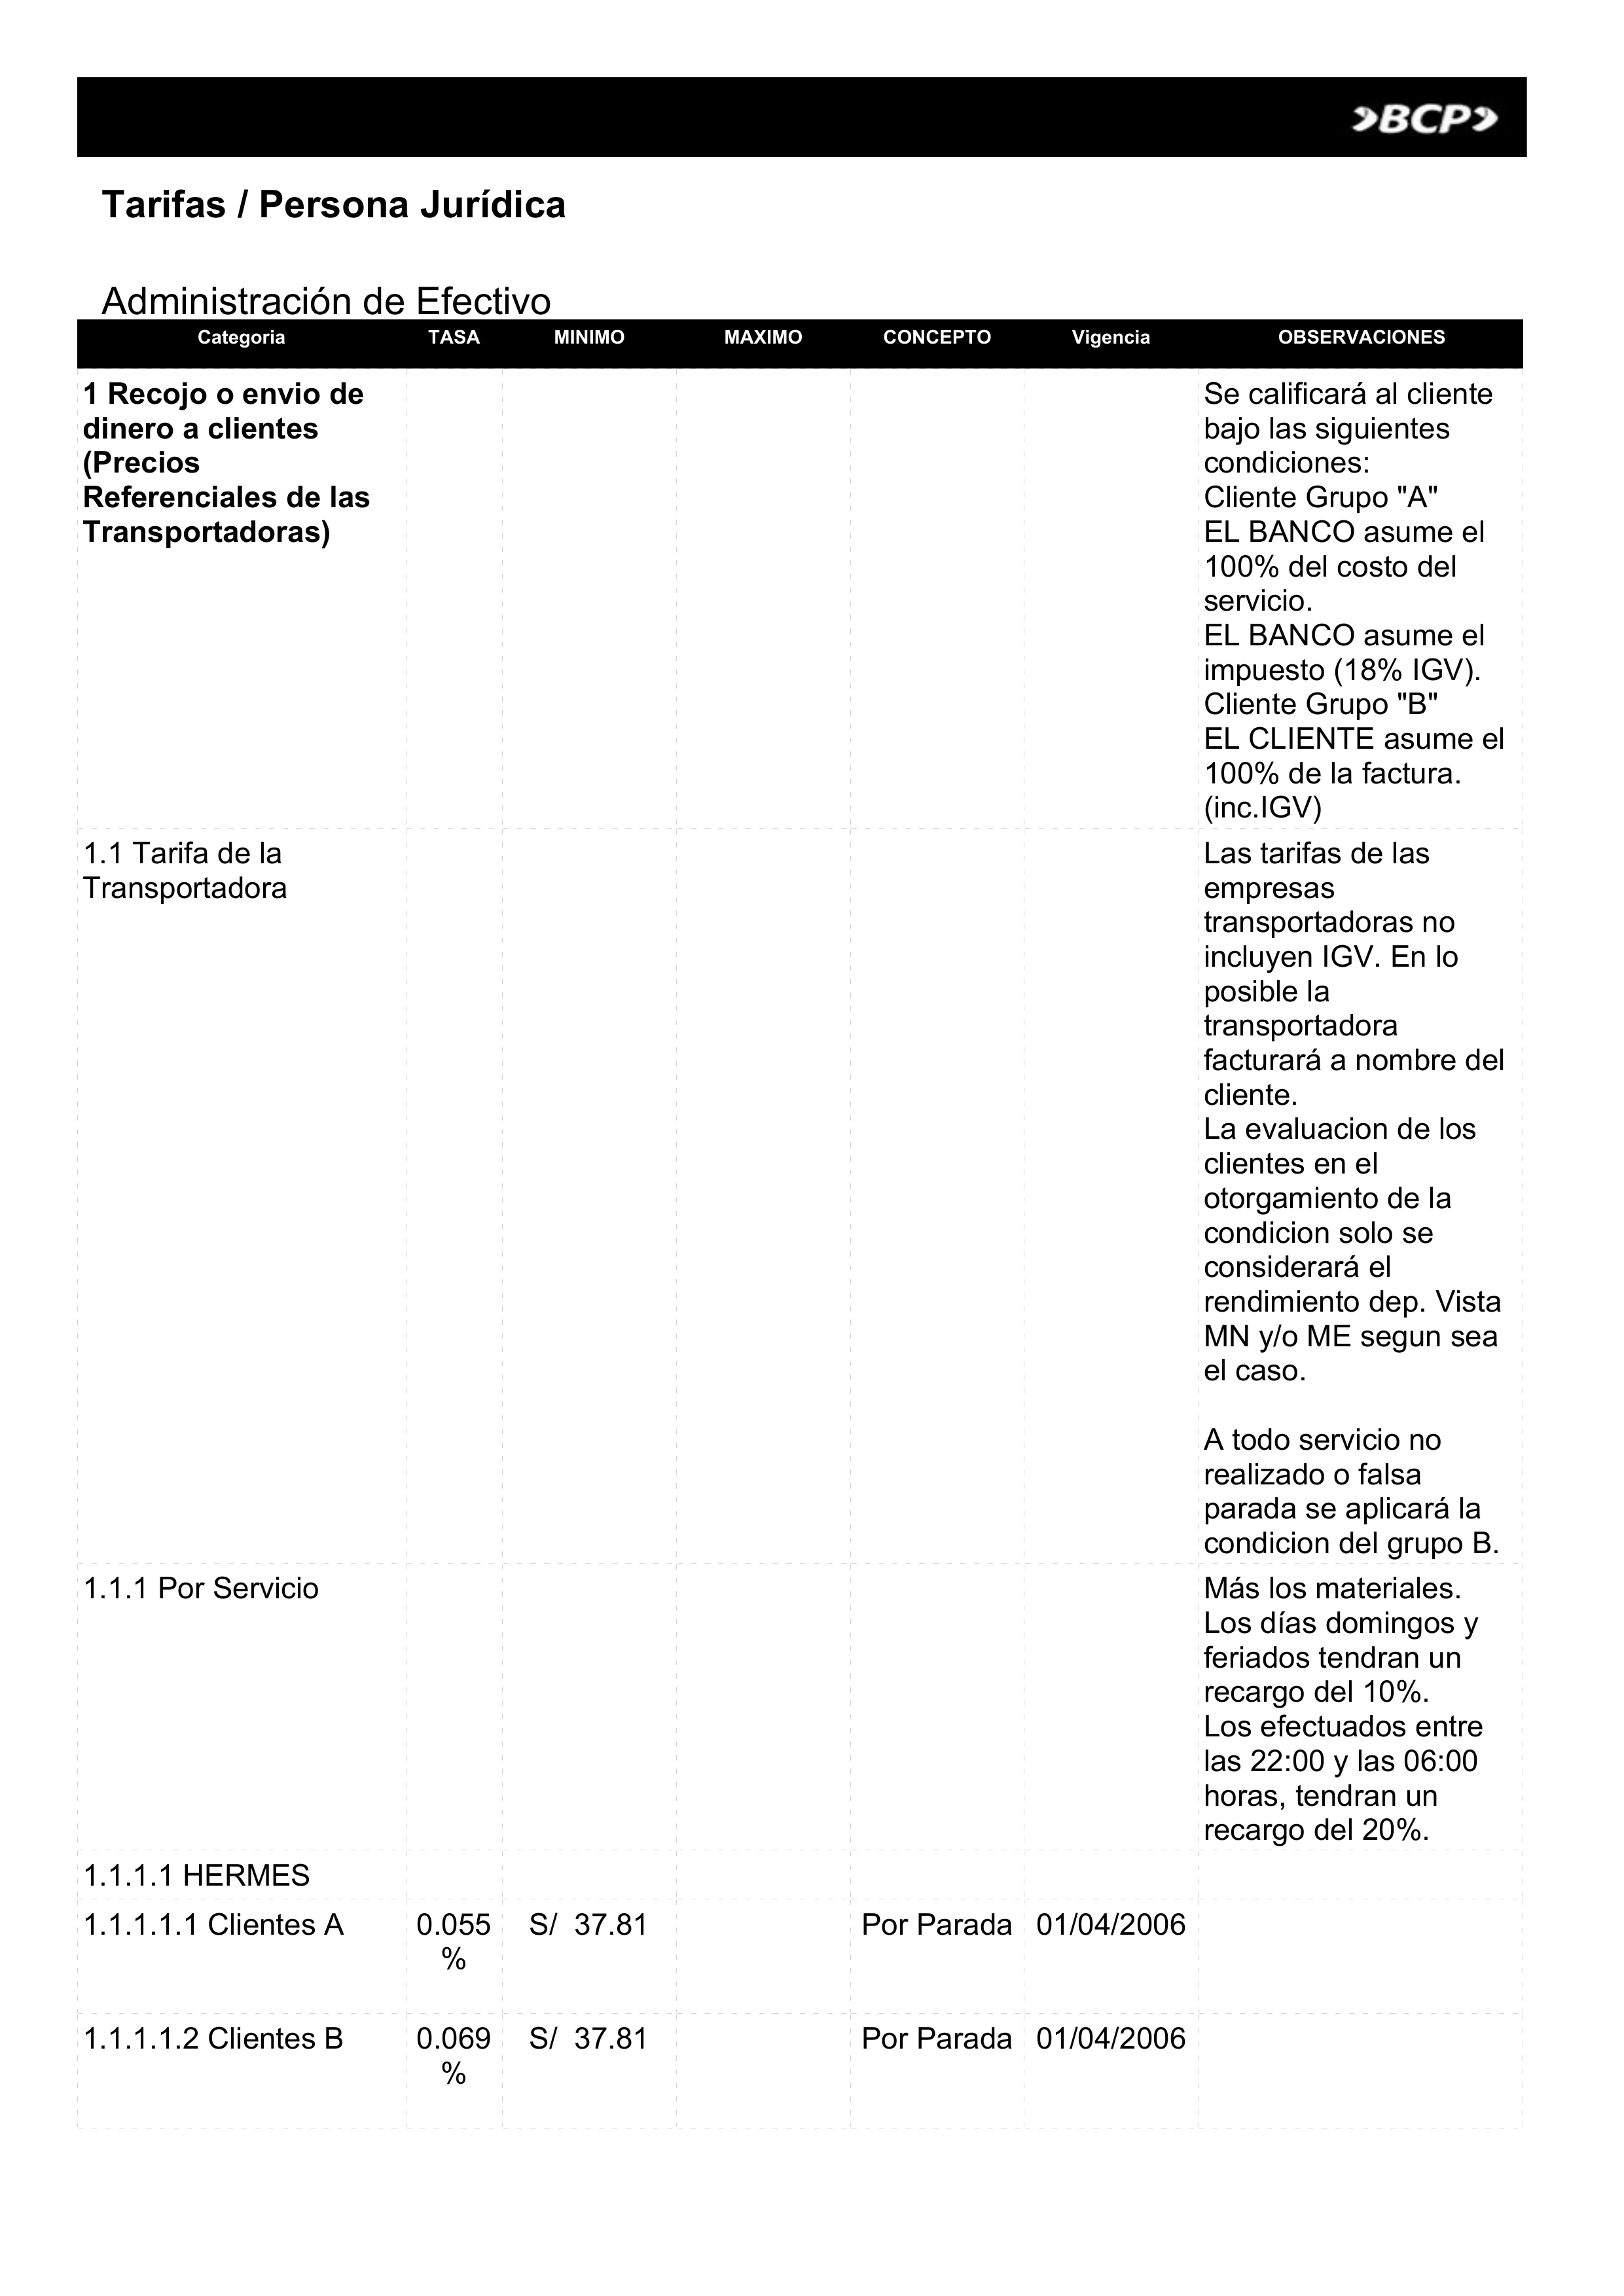 BCP
Tarifas / Persona Jurídica
Administración de Efectivo
Categoria TASA MINIMO MAXIMO CONCEPTO Vigencia OBSERVACIONES
1 Recojo o envio de
dinero a clientes
(Precios
Referenciales de las
Transportadoras)
Se calificará al cliente
bajo las siguientes
condiciones:
Cliente Grupo "A"
EL BANCO asume el
100% del costo del
servicio.
EL BANCO asume el
impuesto (18% IGV).
Cliente Grupo "B"
EL CLIENTE asume el
100% de la factura.
(inc.IGV)
1.1 Tarifa de la
Transportadora
Las tarifas de las
empresas
transportadoras no
incluyen IGV. En lo
posible la
transportadora
facturará a nombre del
cliente.
La evaluacion de los
clientes en el
otorgamiento de la
condicion solo se
considerará el
rendimiento dep. Vista
MN y/o ME segun sea
el caso.
A todo servicio no
realizado o falsa
parada se aplicará la
condicion del grupo B.
1.1.1 Por Servicio
Más los materiales.
Los días domingos y
feriados tendran un
recargo del 10%.
Los efectuados entre
las 22:00 y las 06:00
horas, tendran un
recargo del 20%.
1.1.1.1 HERMES
1.1.1.1.1 Clientes A 0.055 S/ 37.81 Por Parada 01/04/2006
%
1.1.1.1.2 Clientes B 0.069 S/ 37.81 Por Parada 01/04/2006
%